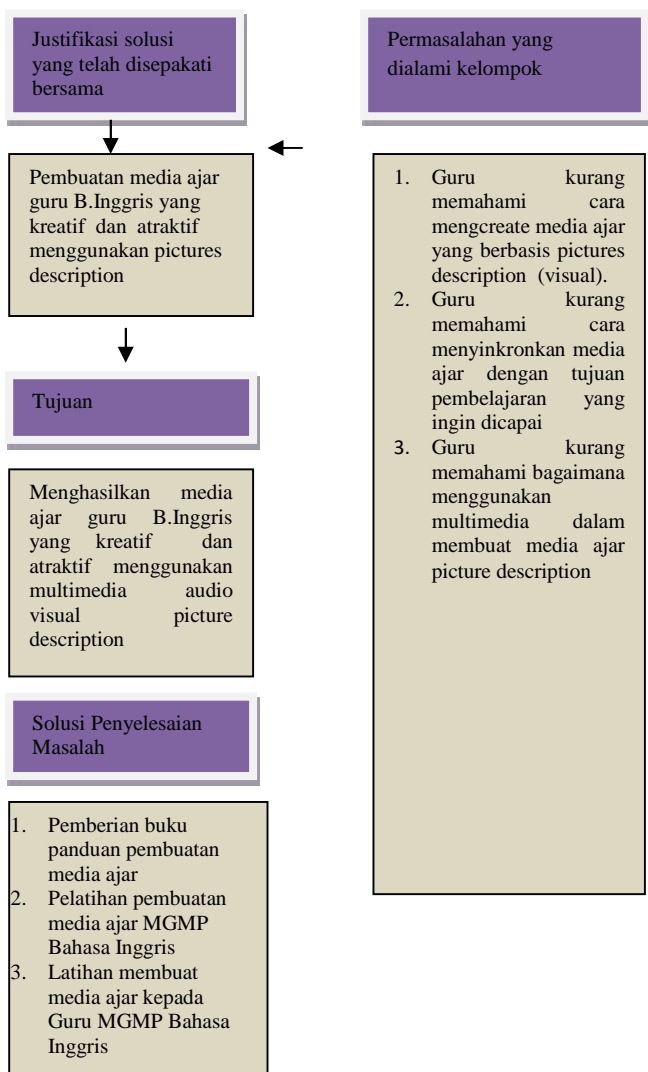 Justifikasi solusi
yang telah disepakati
bersama
Pembuatan media ajar
guru B.Inggris yang
kreatif dan atraktif
menggunakan pictures
description
Tujuan
Menghasilkan media
ajar guru B.Inggris
yang kreatif dan
atraktif menggunakan
multimedia audio
visual picture
description
Solusi Penyelesaian
Masalah
1. Pemberian buku
panduan pembuatan
media ajar
2. Pelatihan pembuatan
media ajar MGMP
Bahasa Inggris
3. Latihan membuat
media ajar kepada
Guru MGMP Bahasa
Inggris
Permasalahan yang
dialami kelompok
1. Guru kurang
memahami cara
mengcreate media ajar
yang berbasis pictures
description (visual).
2. Guru kurang
memahami cara
menyinkronkan media
ajar dengan tujuan
pembelajaran yang
ingin dicapai
3. Guru kurang
memahami bagaimana
menggunakan
multimedia dalam
membuat media ajar
picture description